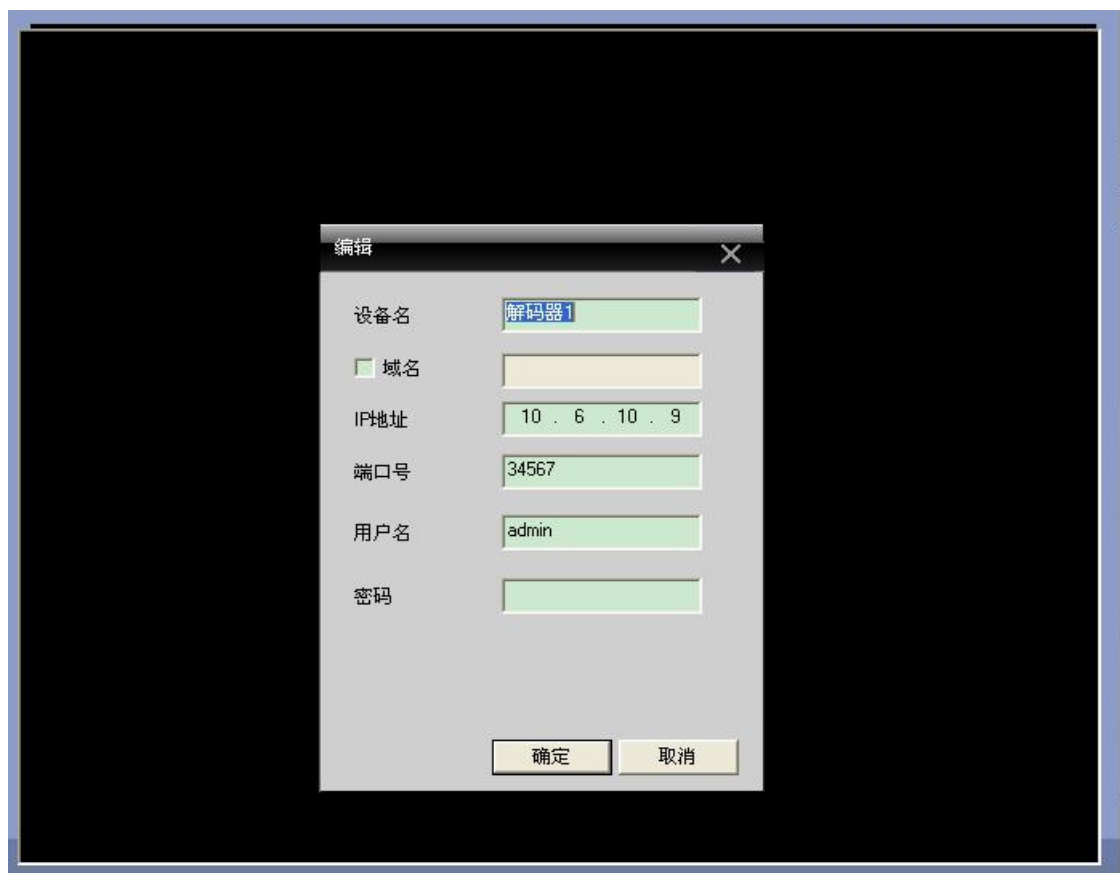 编辑
设备名 解码器1
域名
IP地址 10 . 6 . 10 . 9
端口号 34567
用户名 admin
密码
确定 取消